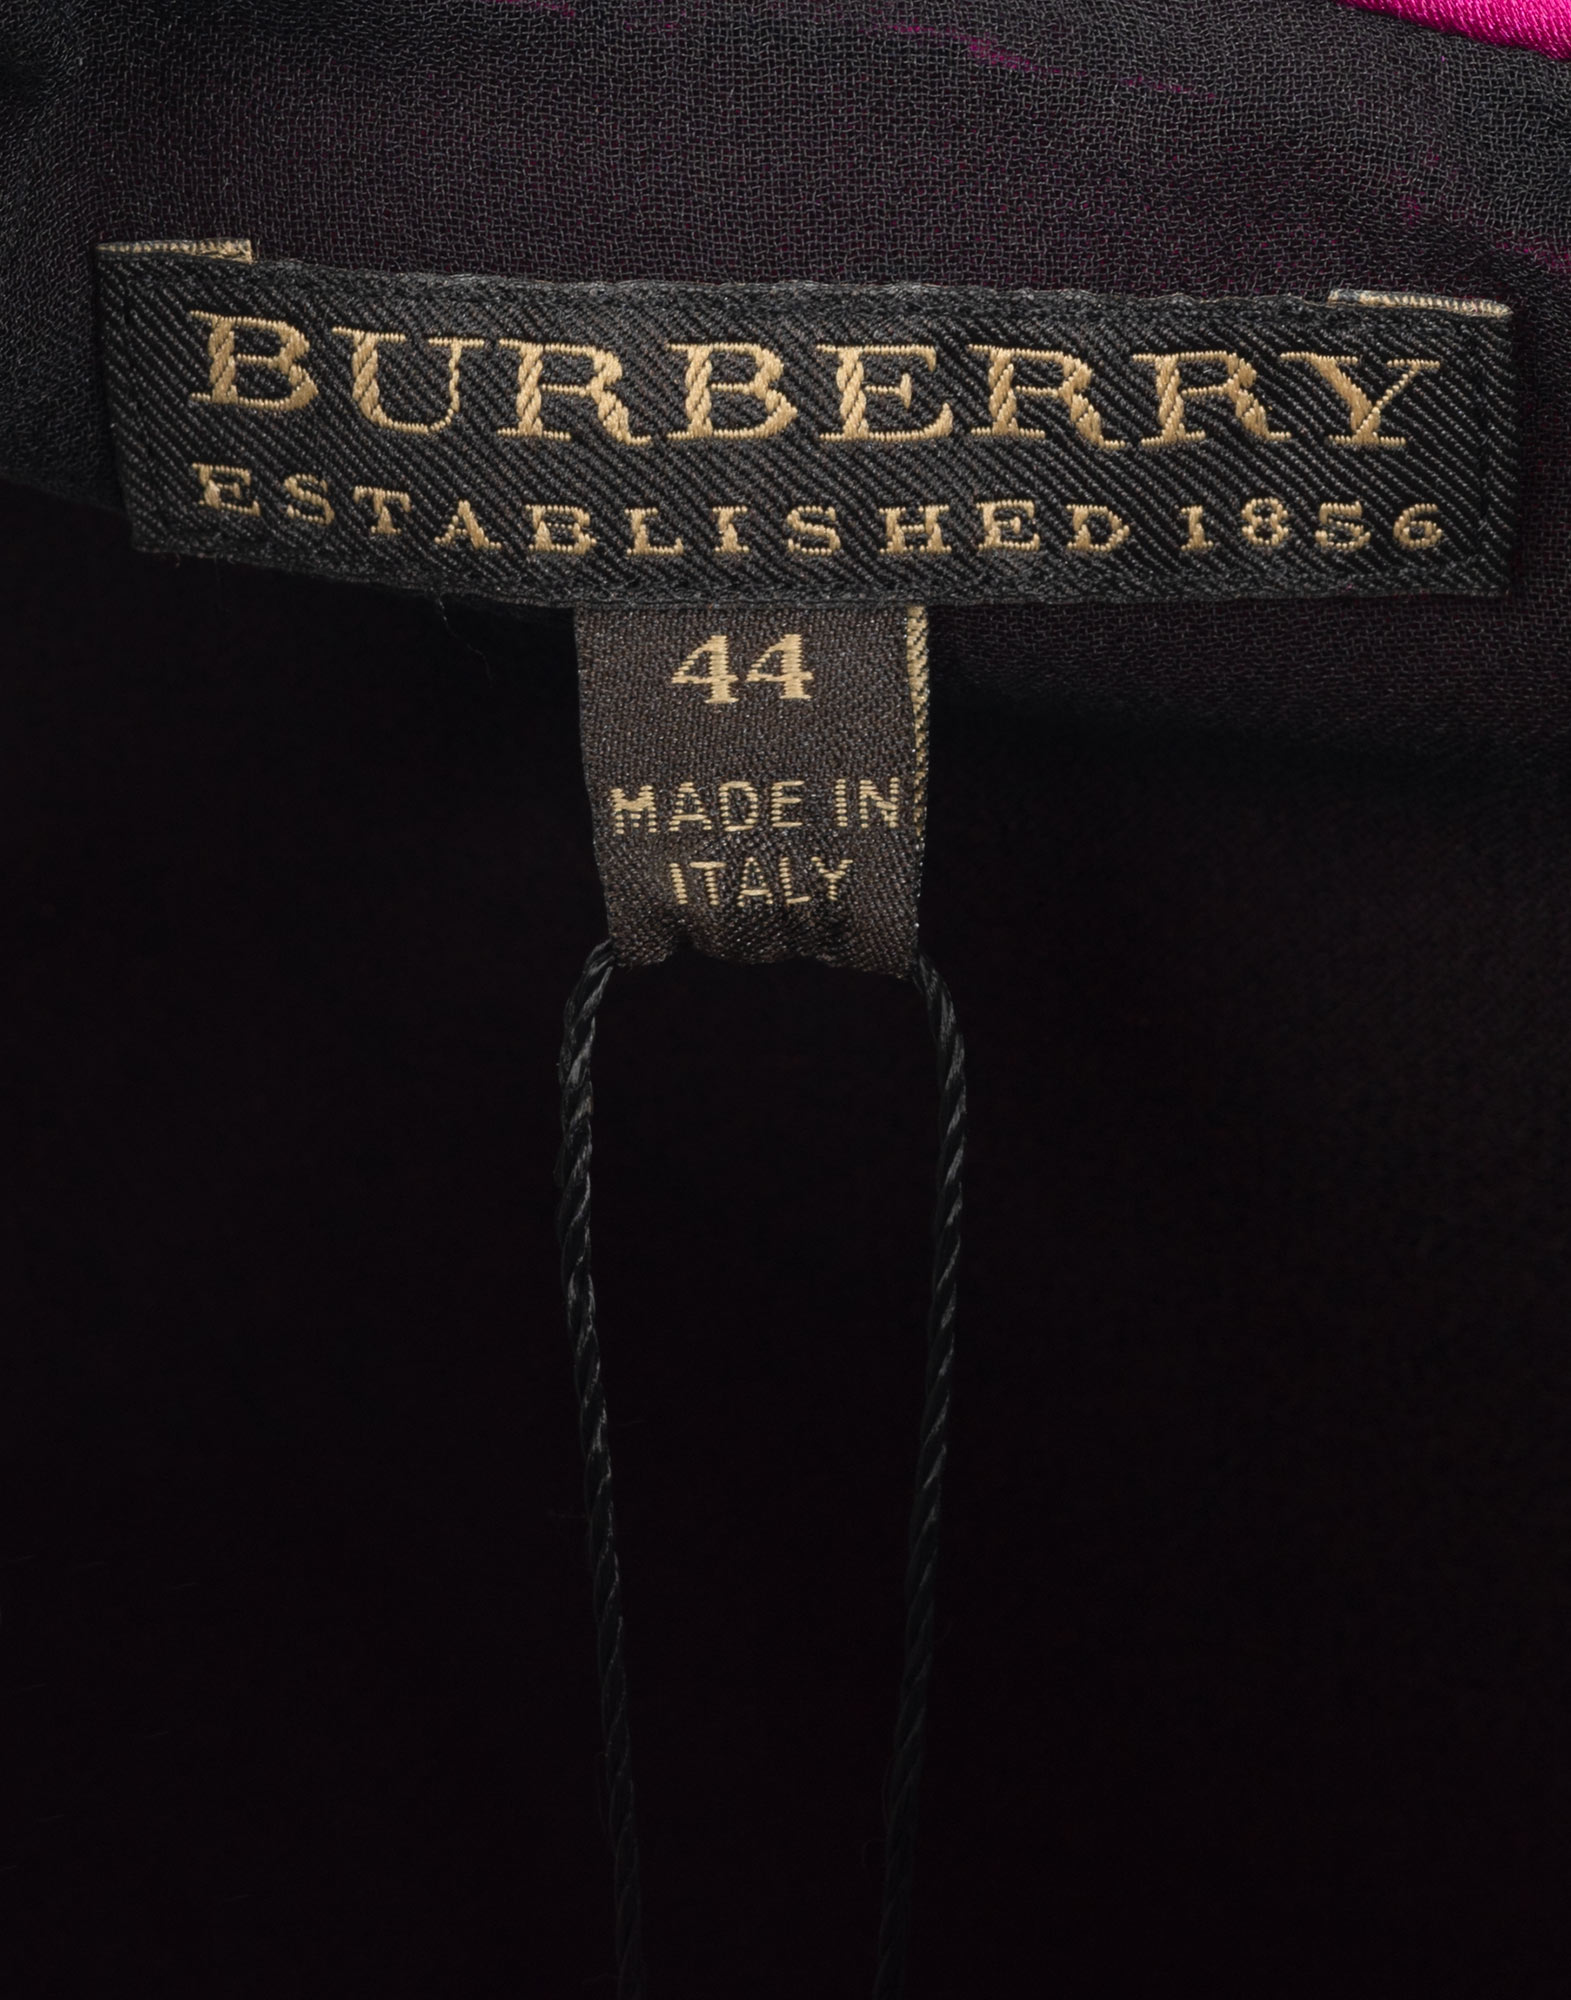 BURBERRY
ESTABLISHED 1856
44
MADE IN
ITALY